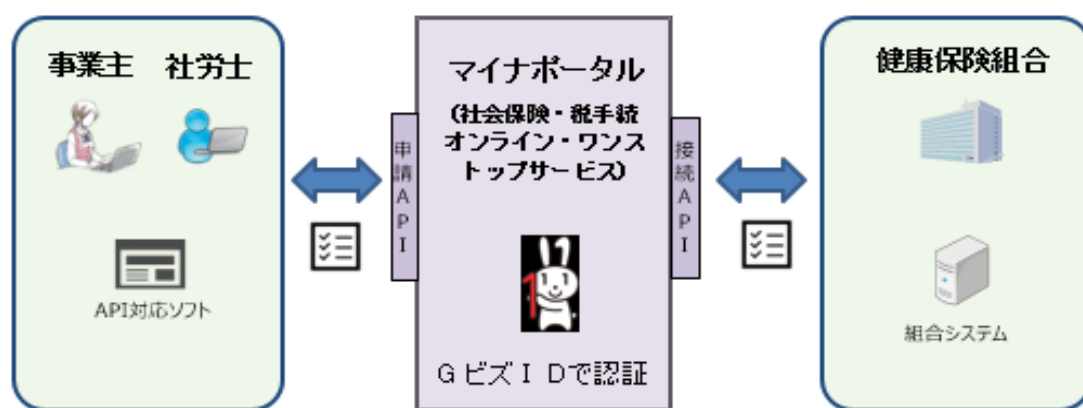 事業主 社労士
API対応ソフト
申請API
マイナポータル
(社会保険・税手続
オンライン・ワンス
トップサービス)
1
GビズIDで認証
接続API
健康保険組合
組合システム